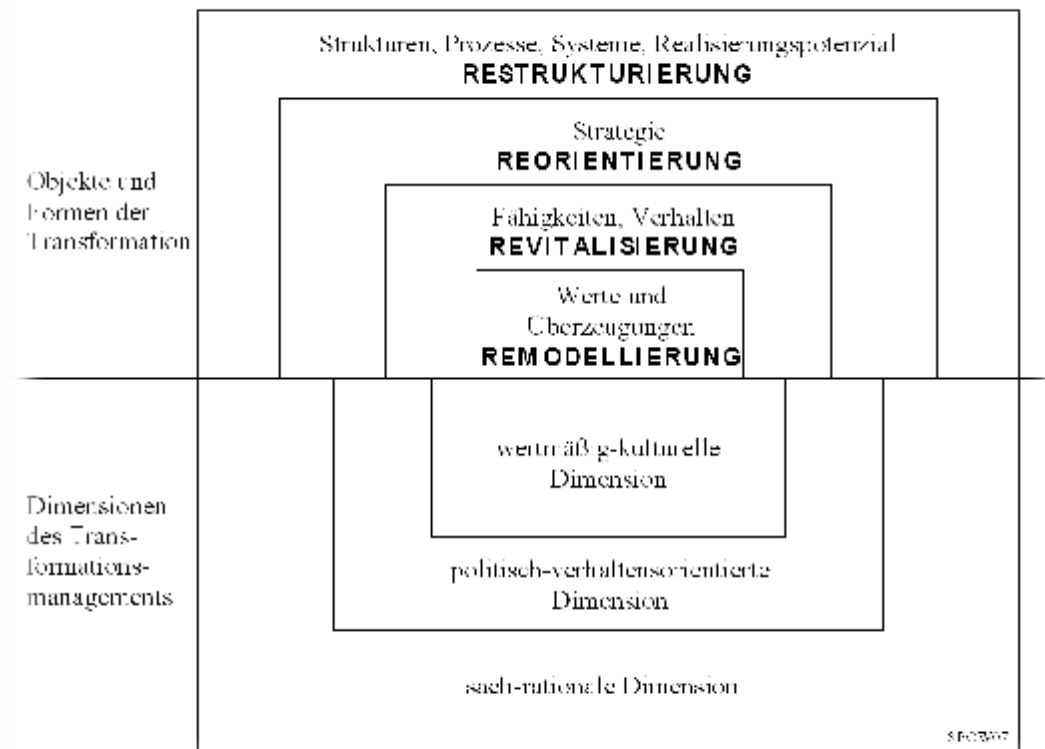 Strukturen, Prozesse, Systeme, Realisierungspotenzial
RESTRUKTURIERUNG
Strategie
REORIENTIERUNG
Fähigkeiten, Verhalten
REVITALISIERUNG
Werte und
Überzeugungen
REMODELLIERUNG
Objekte und
Formen der
Transformation
wertmäßig-kulturelle
Dimension
politisch-verhaltensorientierte
Dimension
sach-rationale Dimension
Dimensionen
des Trans-
formations-
managements